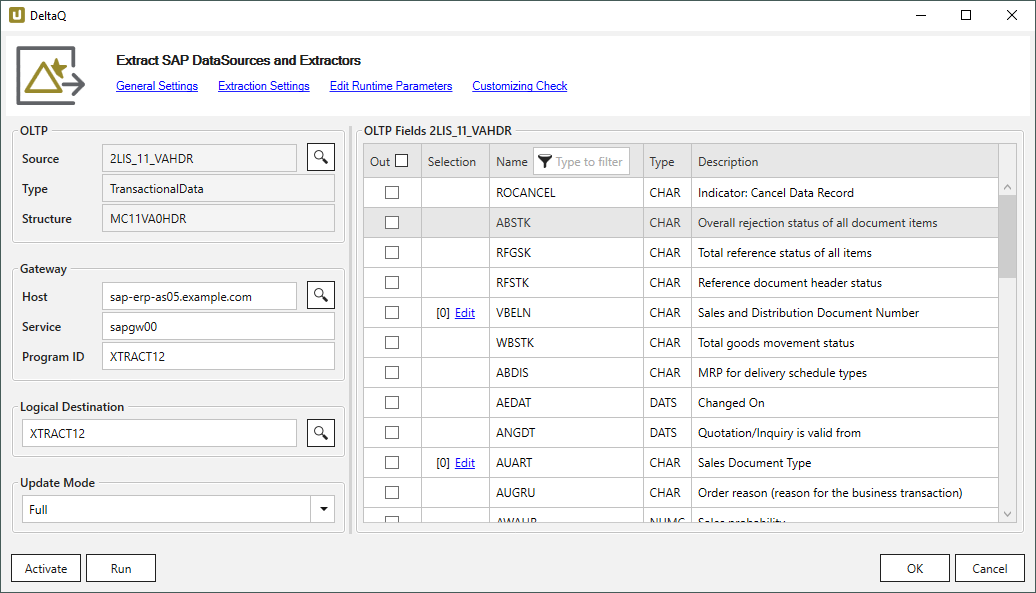 DeltaQ
Extract SAP DataSources and Extractors
General Settings Extraction Settings Edit Runtime Parameters Customizing Check
OLTP
Source 2LIS_11_VAHDR
Type TransactionalData
Structure MC11VA0HDR
Gateway
Host sap-erp-as05.example.com
Service sapgw00
Program ID XTRACT12
Logical Destination
XTRACT12
Update Mode
Full
OLTP Fields 2LIS_11_VAHDR
Out Selection Name Type to filter Type Description
ROCANCEL CHAR Indicator: Cancel Data Record
ABSTK CHAR Overall rejection status of all document items
RFGSK CHAR Total reference status of all items
RFSTK CHAR Reference document header status
[0] Edit VBELN CHAR Sales and Distribution Document Number
WBSTK CHAR Total goods movement status
ABDIS CHAR MRP for delivery schedule types
AEDAT DATS Changed On
ANGDT DATS Quotation/Inquiry is valid from
[0] Edit AUART CHAR Sales Document Type
AUGRU CHAR Order reason (reason for the business transaction)
AWAHR NUMC Sales probability
Activate Run OK Cancel